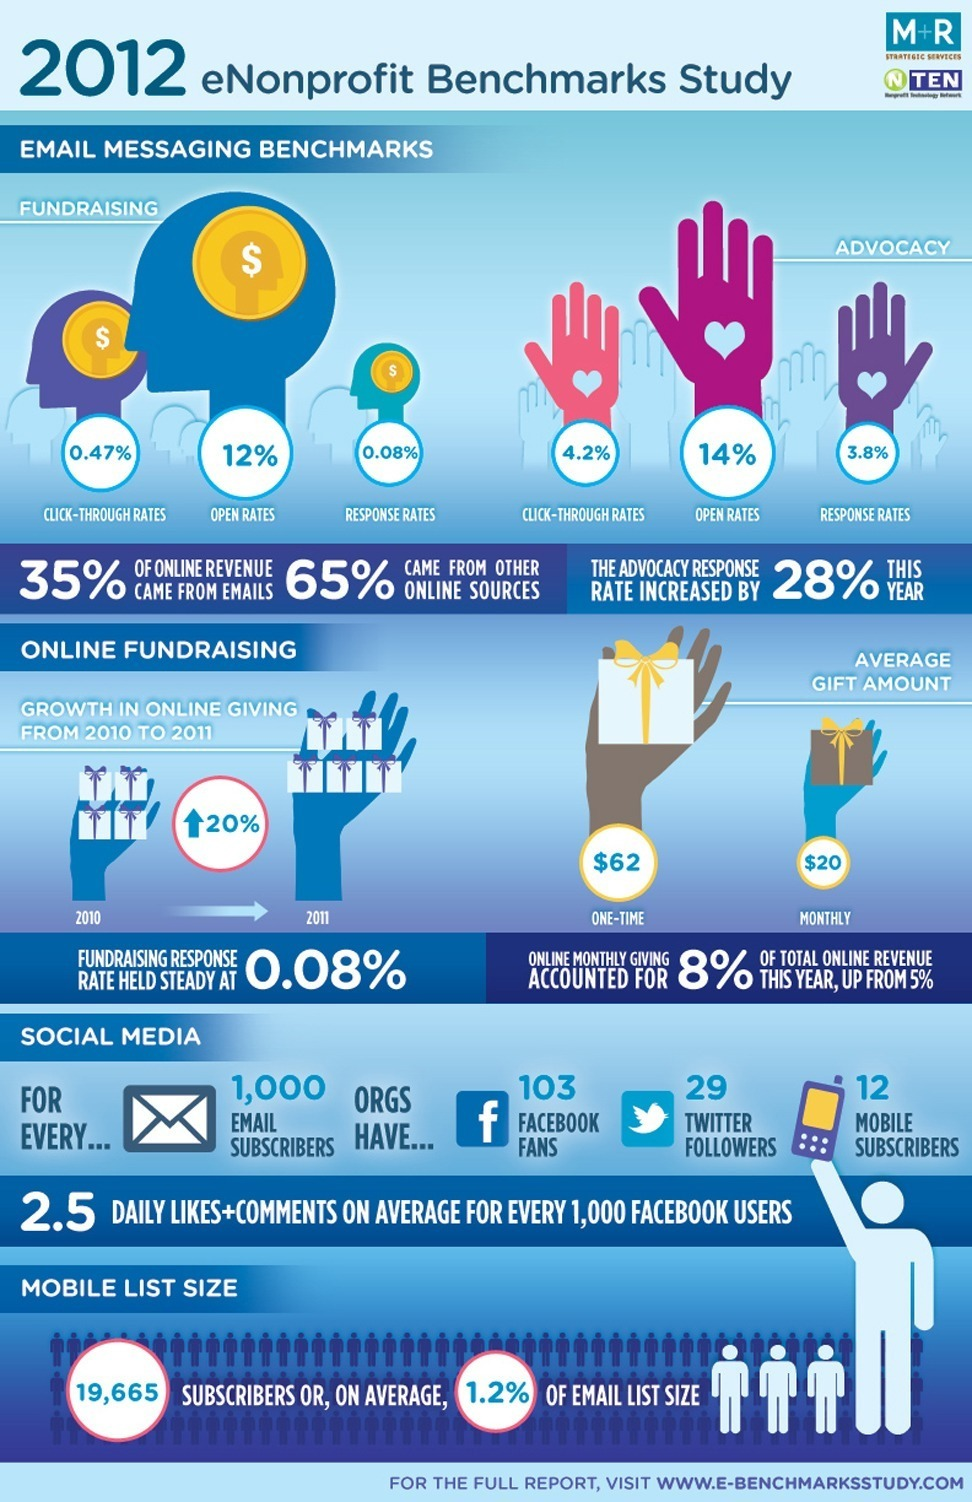 2012 eNonprofit Benchmarks Study
M+R
STRATEGIC SERVICES
NTEN
Nonprofit Technology Network
EMAIL MESSAGING BENCHMARKS
FUNDRAISING
ADVOCACY
$
$
$
0.47%
12%
0.08%
4.2%
14%
3.8%
CLICK-THROUGH RATES
OPEN RATES
RESPONSE RATES
CLICK-THROUGH RATES
OPEN RATES
RESPONSE RATES
35% OF ONLINE REVENUE
CAME FROM EMAILS
65% CAME FROM OTHER
ONLINE SOURCES
THE ADVOCACY RESPONSE
RATE INCREASED BY
28% THIS
YEAR
ONLINE FUNDRAISING
AVERAGE
GIFT AMOUNT
GROWTH IN ONLINE GIVING
FROM 2010 TO 2011
20%
$62
$20
2010
2011
ONE-TIME
MONTHLY
FUNDRAISING RESPONSE
RATE HELD STEADY AT
0.08%
ONLINE MONTHLY GIVING
ACCOUNTED FOR
8%
OF TOTAL ONLINE REVENUE
THIS YEAR, UP FROM 5%
SOCIAL MEDIA
FOR
EVERY...
1,000
EMAIL
SUBSCRIBERS
ORGS
HAVE...
f
103
FACEBOOK
FANS
29
TWITTER
FOLLOWERS
12
MOBILE
SUBSCRIBERS
2.5 DAILY LIKES+COMMENTS ON AVERAGE FOR EVERY 1,000 FACEBOOK USERS
MOBILE LIST SIZE
19,665 SUBSCRIBERS OR, ON AVERAGE, 1.2% OF EMAIL LIST SIZE
FOR THE FULL REPORT, VISIT WWW.E-BENCHMARKSSTUDY.COM